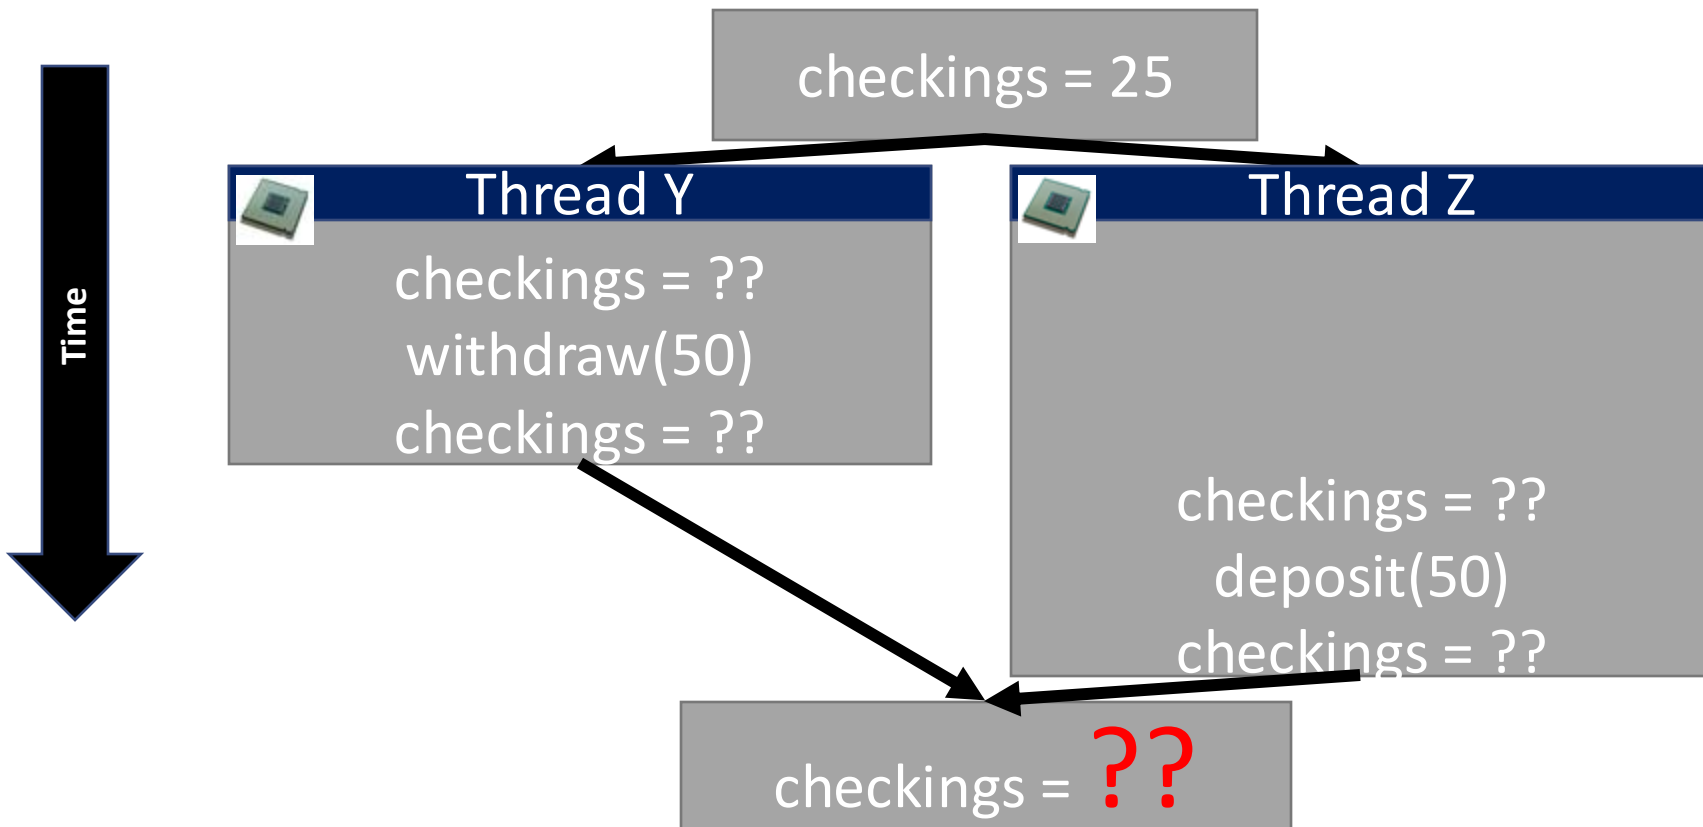 checkings = 25
Time
Thread Y
checkings = ??
withdraw(50)
checkings = ??
Thread Z
checkings = ??
deposit(50)
checkings = ??
checkings = ??